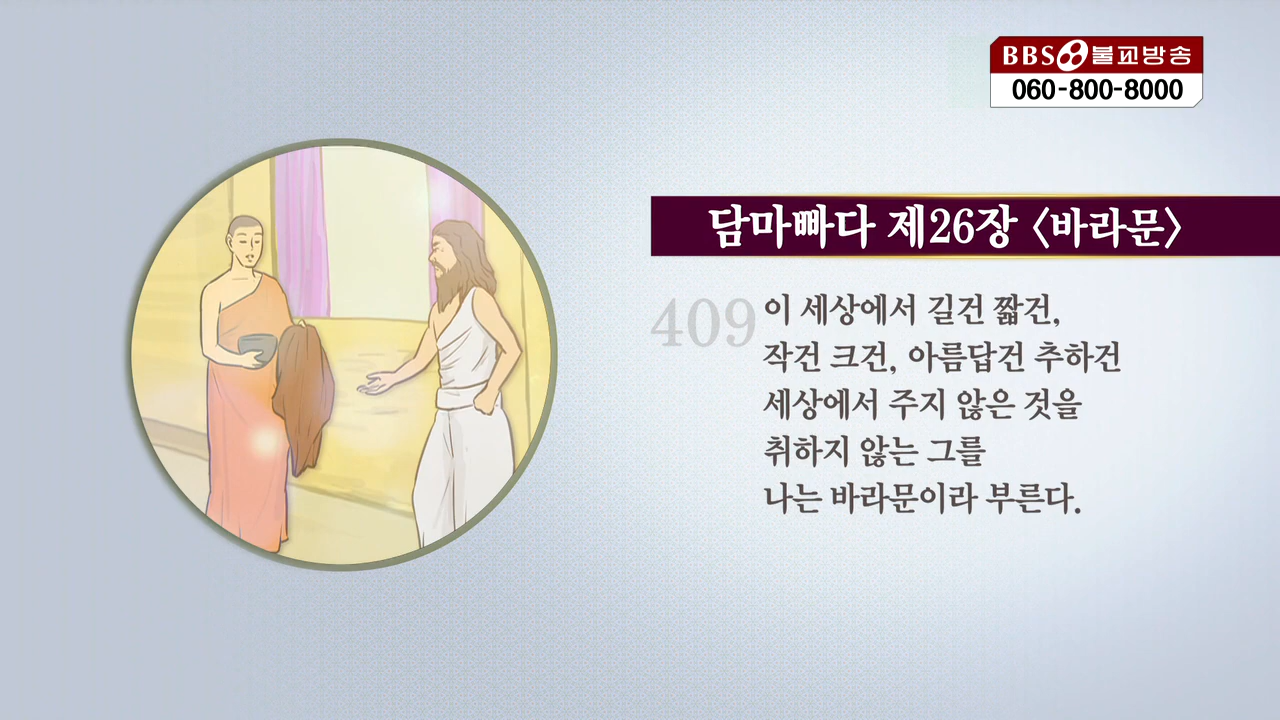 BBS 불교방송
060-800-8000
담마빠다 제26장 〈바라문〉
409
이 세상에서 길건 짧건,
작건 크건, 아름답건 추하건
세상에서 주지 않은 것을
취하지 않는 그를
나는 바라문이라 부른다.